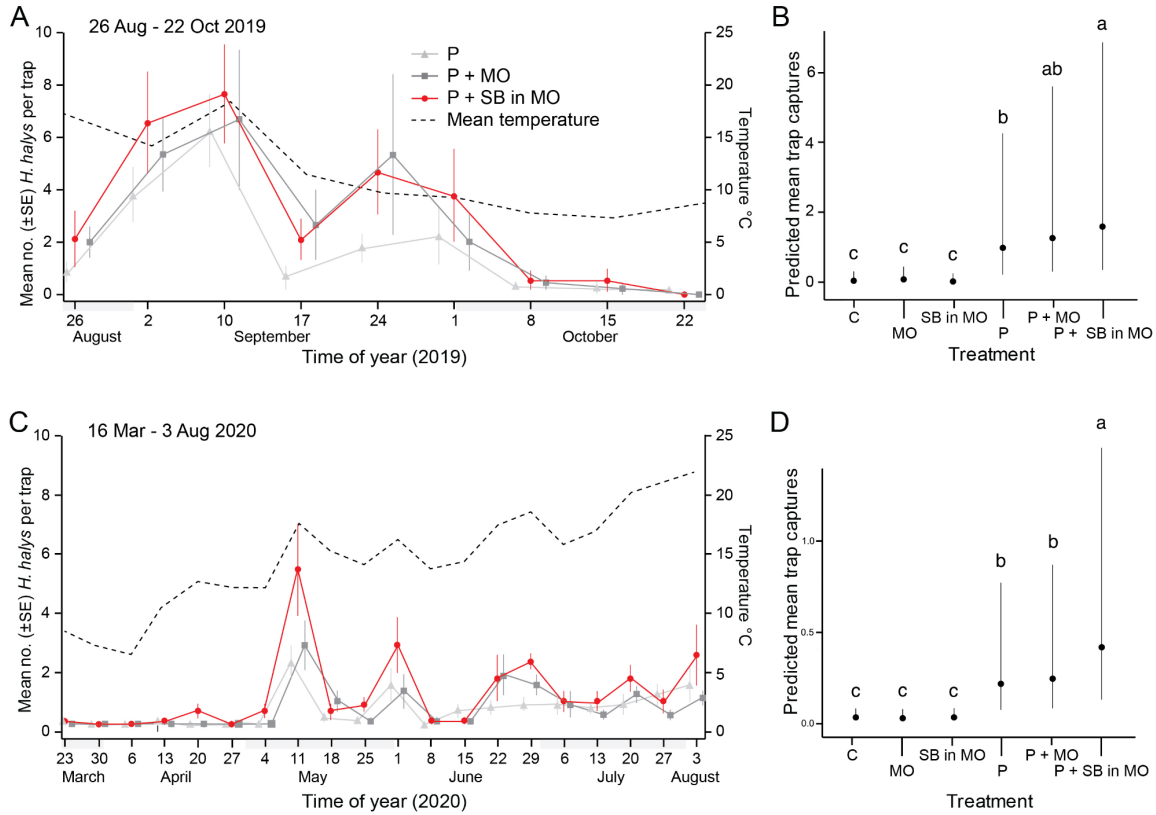 A
26 Aug - 22 Oct 2019
P
P + MO
P + SB in MO
Mean temperature
Mean no. (±SE) H. halys per trap
10
8
6
4
2
0
25
20
15
10
5
0
Temperature °C
26 2 10 17 24 1 8 15 22
August September October
Time of year (2019)
B
Predicted mean trap captures
6
4
2
0
c c c b ab a
C SB in MO P + MO
MO P P + SB in MO
Treatment
C
16 Mar - 3 Aug 2020
Mean no. (±SE) H. halys per trap
10
8
6
4
2
0
25
20
15
10
5
0
Temperature °C
23 30 6 13 20 27 4 11 18 25 1 8 15 22 29 6 13 20 27 3
March April May June July August
Time of year (2020)
D
Predicted mean trap captures
1.0
0.5
0.0
c c c b b a
C SB in MO P + MO
MO P P + SB in MO
Treatment